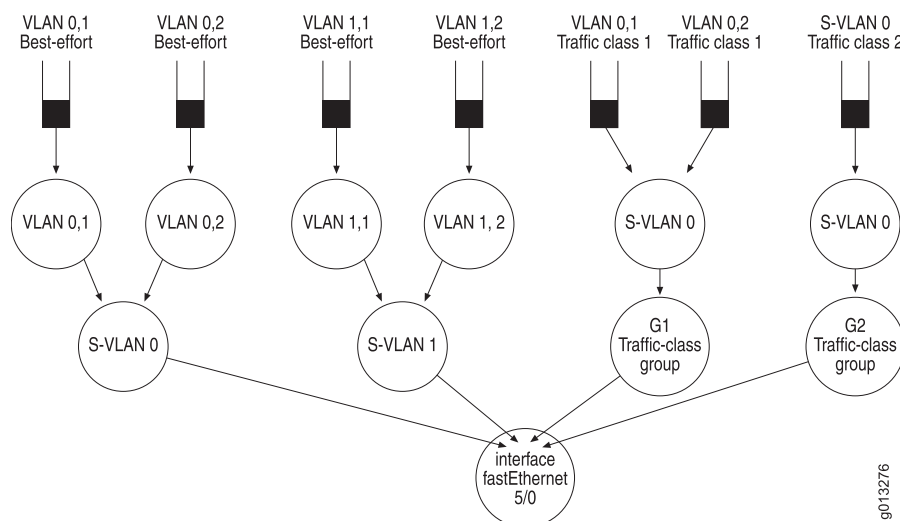 VLAN 0,1
Best-effort
VLAN 0,2
Best-effort
VLAN 1,1
Best-effort
VLAN 1,2
Best-effort
VLAN 0,1
Traffic class 1
VLAN 0,2
Traffic class 1
S-VLAN 0
Traffic class 2
VLAN 0,1
VLAN 0,2
VLAN 1,1
VLAN 1, 2
S-VLAN 0
S-VLAN 0
S-VLAN 0
S-VLAN 1
G1
Traffic-class
group
G2
Traffic-class
group
interface
fastEthernet
5/0
g013276